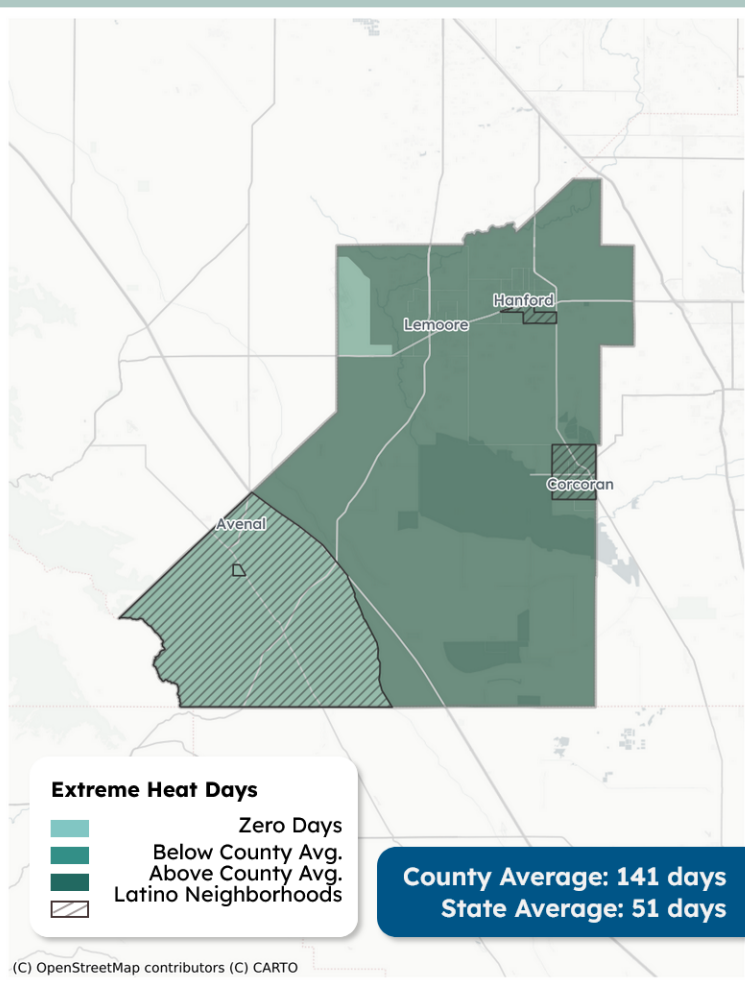 Hanford
Lemoore
Corcoran
Avenal
Extreme Heat Days
Zero Days
Below County Avg.
Above County Avg.
Latino Neighborhoods
County Average: 141 days
State Average: 51 days
(C) OpenStreetMap contributors (C) CARTO